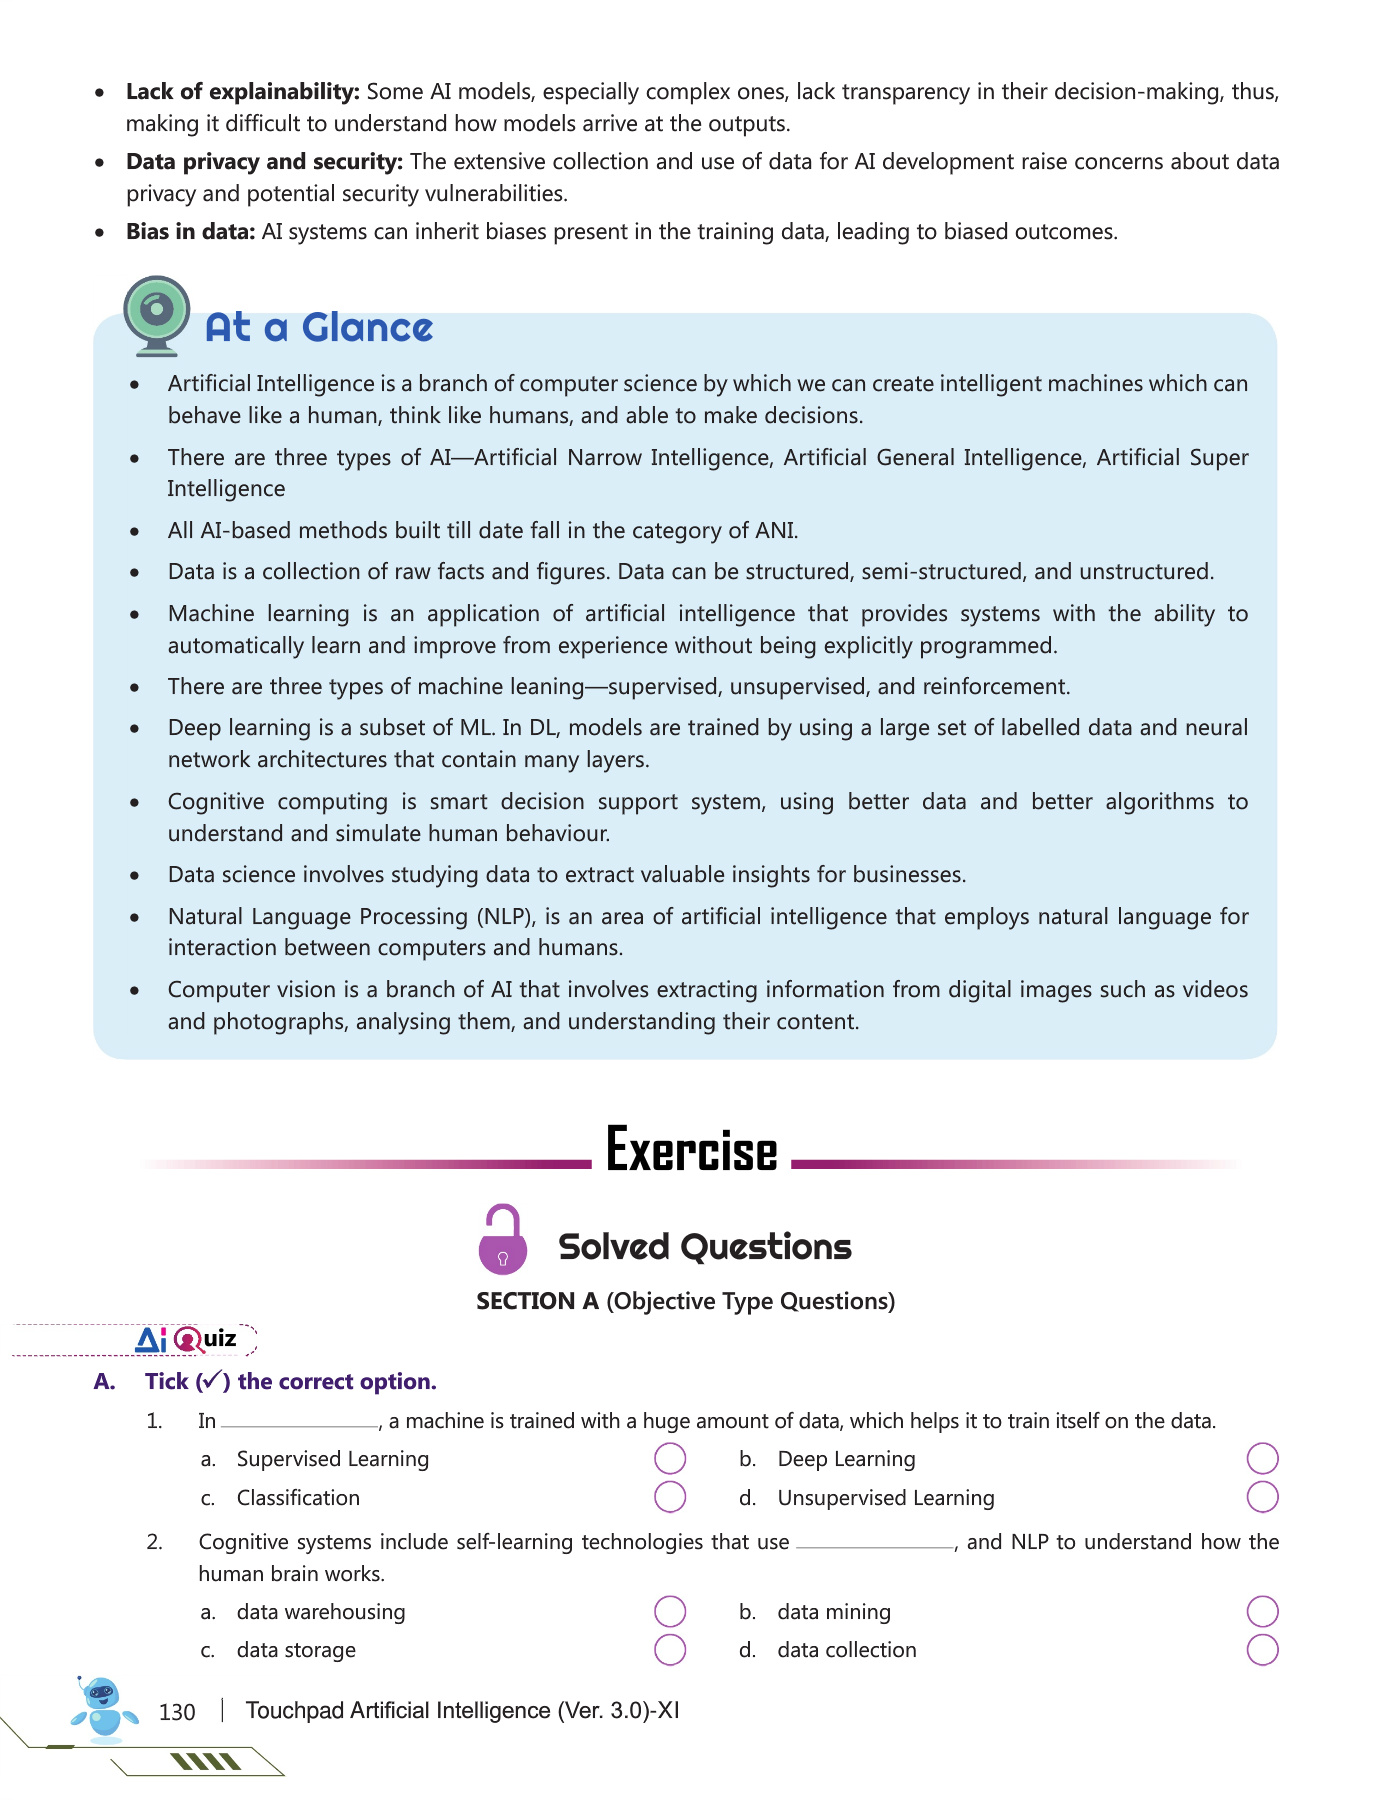 • Lack of explainability: Some AI models, especially complex ones, lack transparency in their decision-making, thus,
making it difficult to understand how models arrive at the outputs.
• Data privacy and security: The extensive collection and use of data for AI development raise concerns about data
privacy and potential security vulnerabilities.
• Bias in data: AI systems can inherit biases present in the training data, leading to biased outcomes.
At a Glance
• Artificial Intelligence is a branch of computer science by which we can create intelligent machines which can
behave like a human, think like humans, and able to make decisions.
• There are three types of AI—Artificial Narrow Intelligence, Artificial General Intelligence, Artificial Super
Intelligence
• All AI-based methods built till date fall in the category of ANI.
• Data is a collection of raw facts and figures. Data can be structured, semi-structured, and unstructured.
• Machine learning is an application of artificial intelligence that provides systems with the ability to
automatically learn and improve from experience without being explicitly programmed.
• There are three types of machine leaning—supervised, unsupervised, and reinforcement.
• Deep learning is a subset of ML. In DL, models are trained by using a large set of labelled data and neural
network architectures that contain many layers.
• Cognitive computing is smart decision support system, using better data and better algorithms to
understand and simulate human behaviour.
• Data science involves studying data to extract valuable insights for businesses.
• Natural Language Processing (NLP), is an area of artificial intelligence that employs natural language for
interaction between computers and humans.
• Computer vision is a branch of AI that involves extracting information from digital images such as videos
and photographs, analysing them, and understanding their content.
Exercise
Solved Questions
SECTION A (Objective Type Questions)
Ai Quiz
A. Tick (✓) the correct option.
1. In ______________, a machine is trained with a huge amount of data, which helps it to train itself on the data.
a. Supervised Learning b. Deep Learning
c. Classification d. Unsupervised Learning
2. Cognitive systems include self-learning technologies that use ______________, and NLP to understand how the
human brain works.
a. data warehousing b. data mining
c. data storage d. data collection
130 | Touchpad Artificial Intelligence (Ver. 3.0)-XI